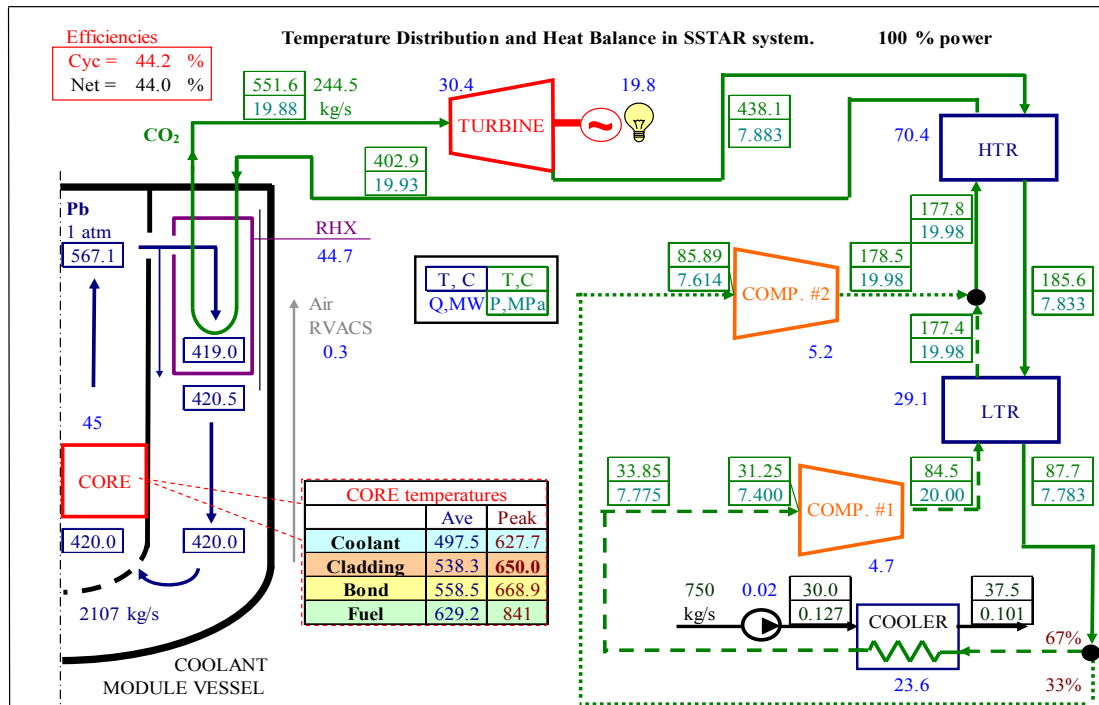 Efficiencies
Cyc = 44.2 %
Net = 44.0 %
Temperature Distribution and Heat Balance in SSTAR system. 100 % power
551.6 244.5
19.88 kg/s
30.4
19.8
TURBINE
~
438.1
7.883
70.4
HTR
CO2
402.9
19.93
Pb
1 atm
567.1
RHX
44.7
177.8
19.98
85.89
7.614
178.5
19.98
COMP. #2
5.2
T, C T,C
Q,MW P,MPa
Air
RVACS
0.3
185.6
7.833
177.4
19.98
419.0
420.5
29.1
LTR
45
CORE
33.85
7.775
31.25
7.400
COMP. #1
4.7
84.5
20.00
87.7
7.783
CORE temperatures
Ave Peak
Coolant 497.5 627.7
Cladding 538.3 650.0
Bond 558.5 668.9
Fuel 629.2 841
420.0
420.0
2107 kg/s
750
kg/s
0.02
30.0
0.127
COOLER
37.5
0.101
67%
33%
23.6
COOLANT
MODULE VESSEL